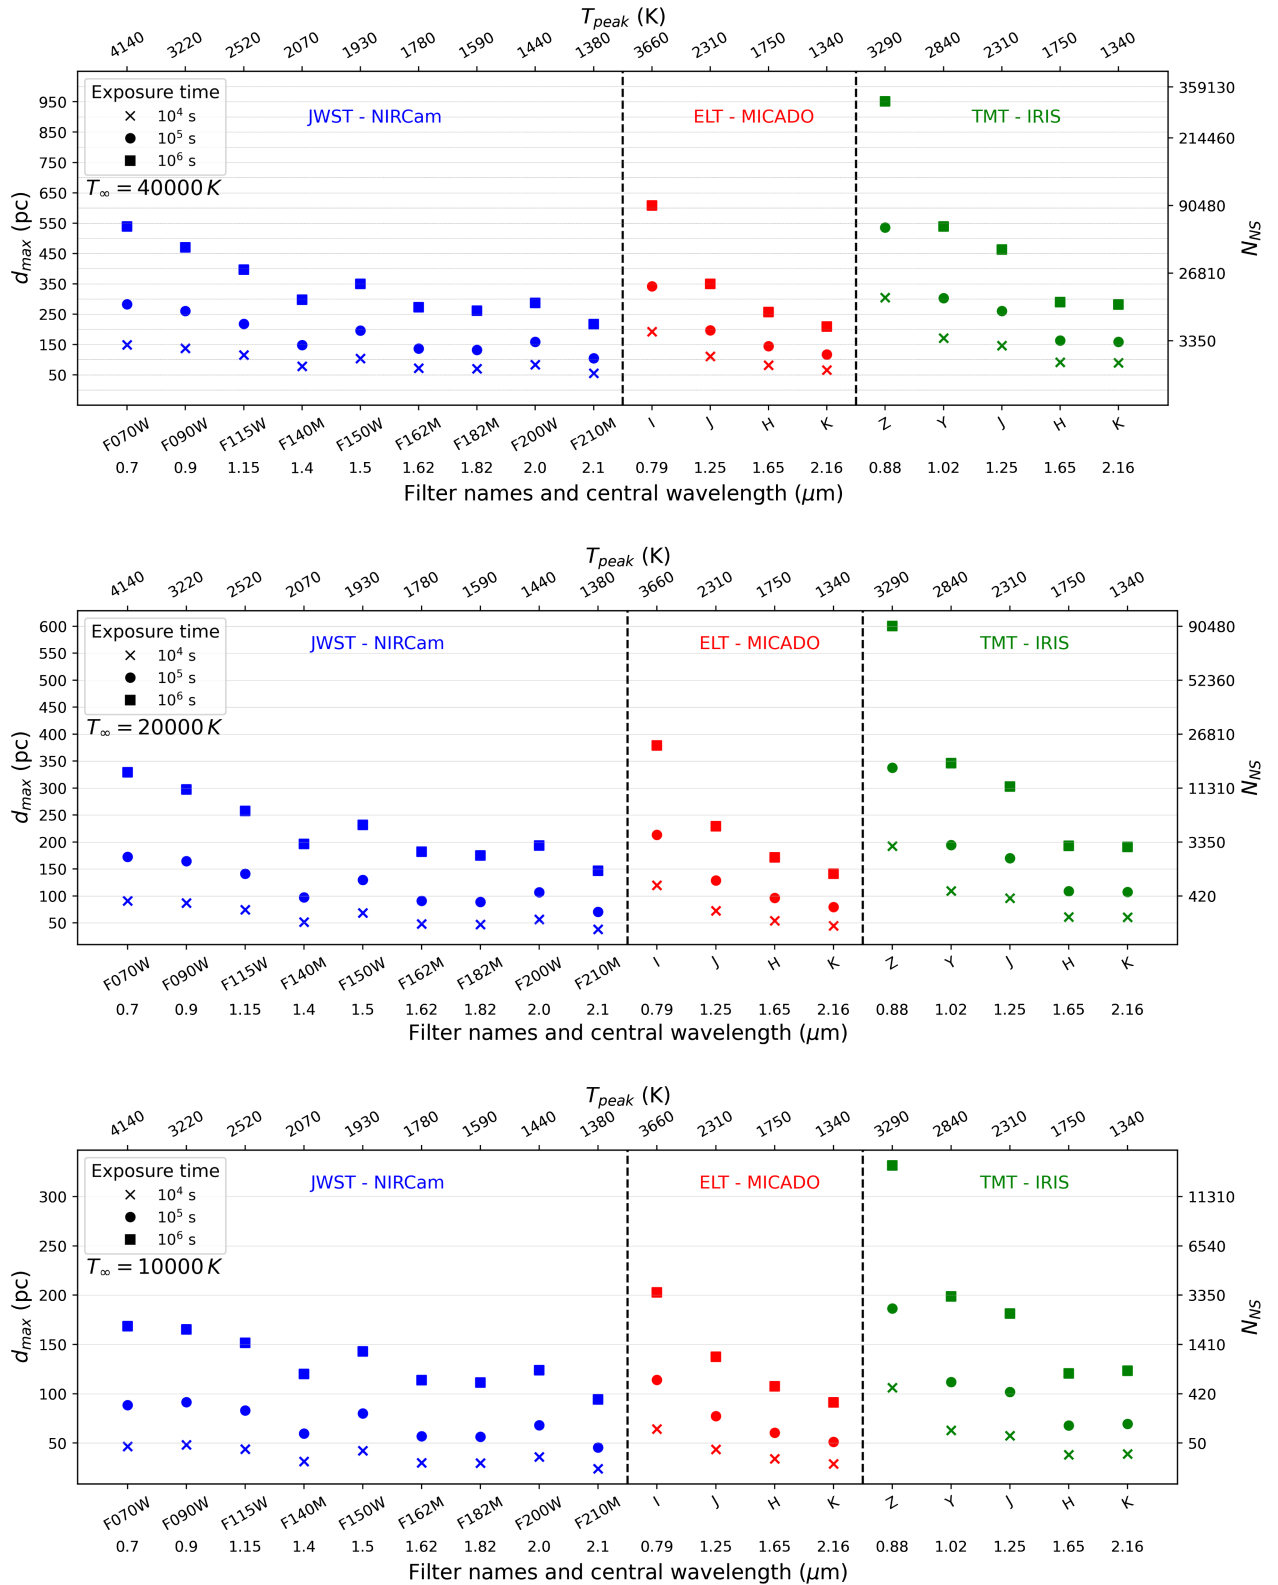 T_peak (K)
4140 3220 2520 2070 1930 1780 1590 1440 1380 3660 2310 1750 1340 3290 2840 2310 1750 1340
Exposure time
10^4 s
10^5 s
10^6 s
JWST - NIRCam ELT - MICADO TMT - IRIS
T_∞ = 40000 K
d_max (pc)
950
850
750
650
550
450
350
250
150
50
359130
214460
90480
26810
3350
N_NS
F070W F090W F115W F140M F150W F162M F182M F200W F210M I J H K Z Y J H K
0.7 0.9 1.15 1.4 1.5 1.62 1.82 2.0 2.1 0.79 1.25 1.65 2.16 0.88 1.02 1.25 1.65 2.16
Filter names and central wavelength (μm)
T_peak (K)
4140 3220 2520 2070 1930 1780 1590 1440 1380 3660 2310 1750 1340 3290 2840 2310 1750 1340
Exposure time
10^4 s
10^5 s
10^6 s
JWST - NIRCam ELT - MICADO TMT - IRIS
T_∞ = 20000 K
d_max (pc)
600
550
500
450
400
350
300
250
200
150
100
50
90480
52360
26810
11310
3350
420
N_NS
F070W F090W F115W F140M F150W F162M F182M F200W F210M I J H K Z Y J H K
0.7 0.9 1.15 1.4 1.5 1.62 1.82 2.0 2.1 0.79 1.25 1.65 2.16 0.88 1.02 1.25 1.65 2.16
Filter names and central wavelength (μm)
T_peak (K)
4140 3220 2520 2070 1930 1780 1590 1440 1380 3660 2310 1750 1340 3290 2840 2310 1750 1340
Exposure time
10^4 s
10^5 s
10^6 s
JWST - NIRCam ELT - MICADO TMT - IRIS
T_∞ = 10000 K
d_max (pc)
300
250
200
150
100
50
11310
6540
3350
1410
420
50
N_NS
F070W F090W F115W F140M F150W F162M F182M F200W F210M I J H K Z Y J H K
0.7 0.9 1.15 1.4 1.5 1.62 1.82 2.0 2.1 0.79 1.25 1.65 2.16 0.88 1.02 1.25 1.65 2.16
Filter names and central wavelength (μm)